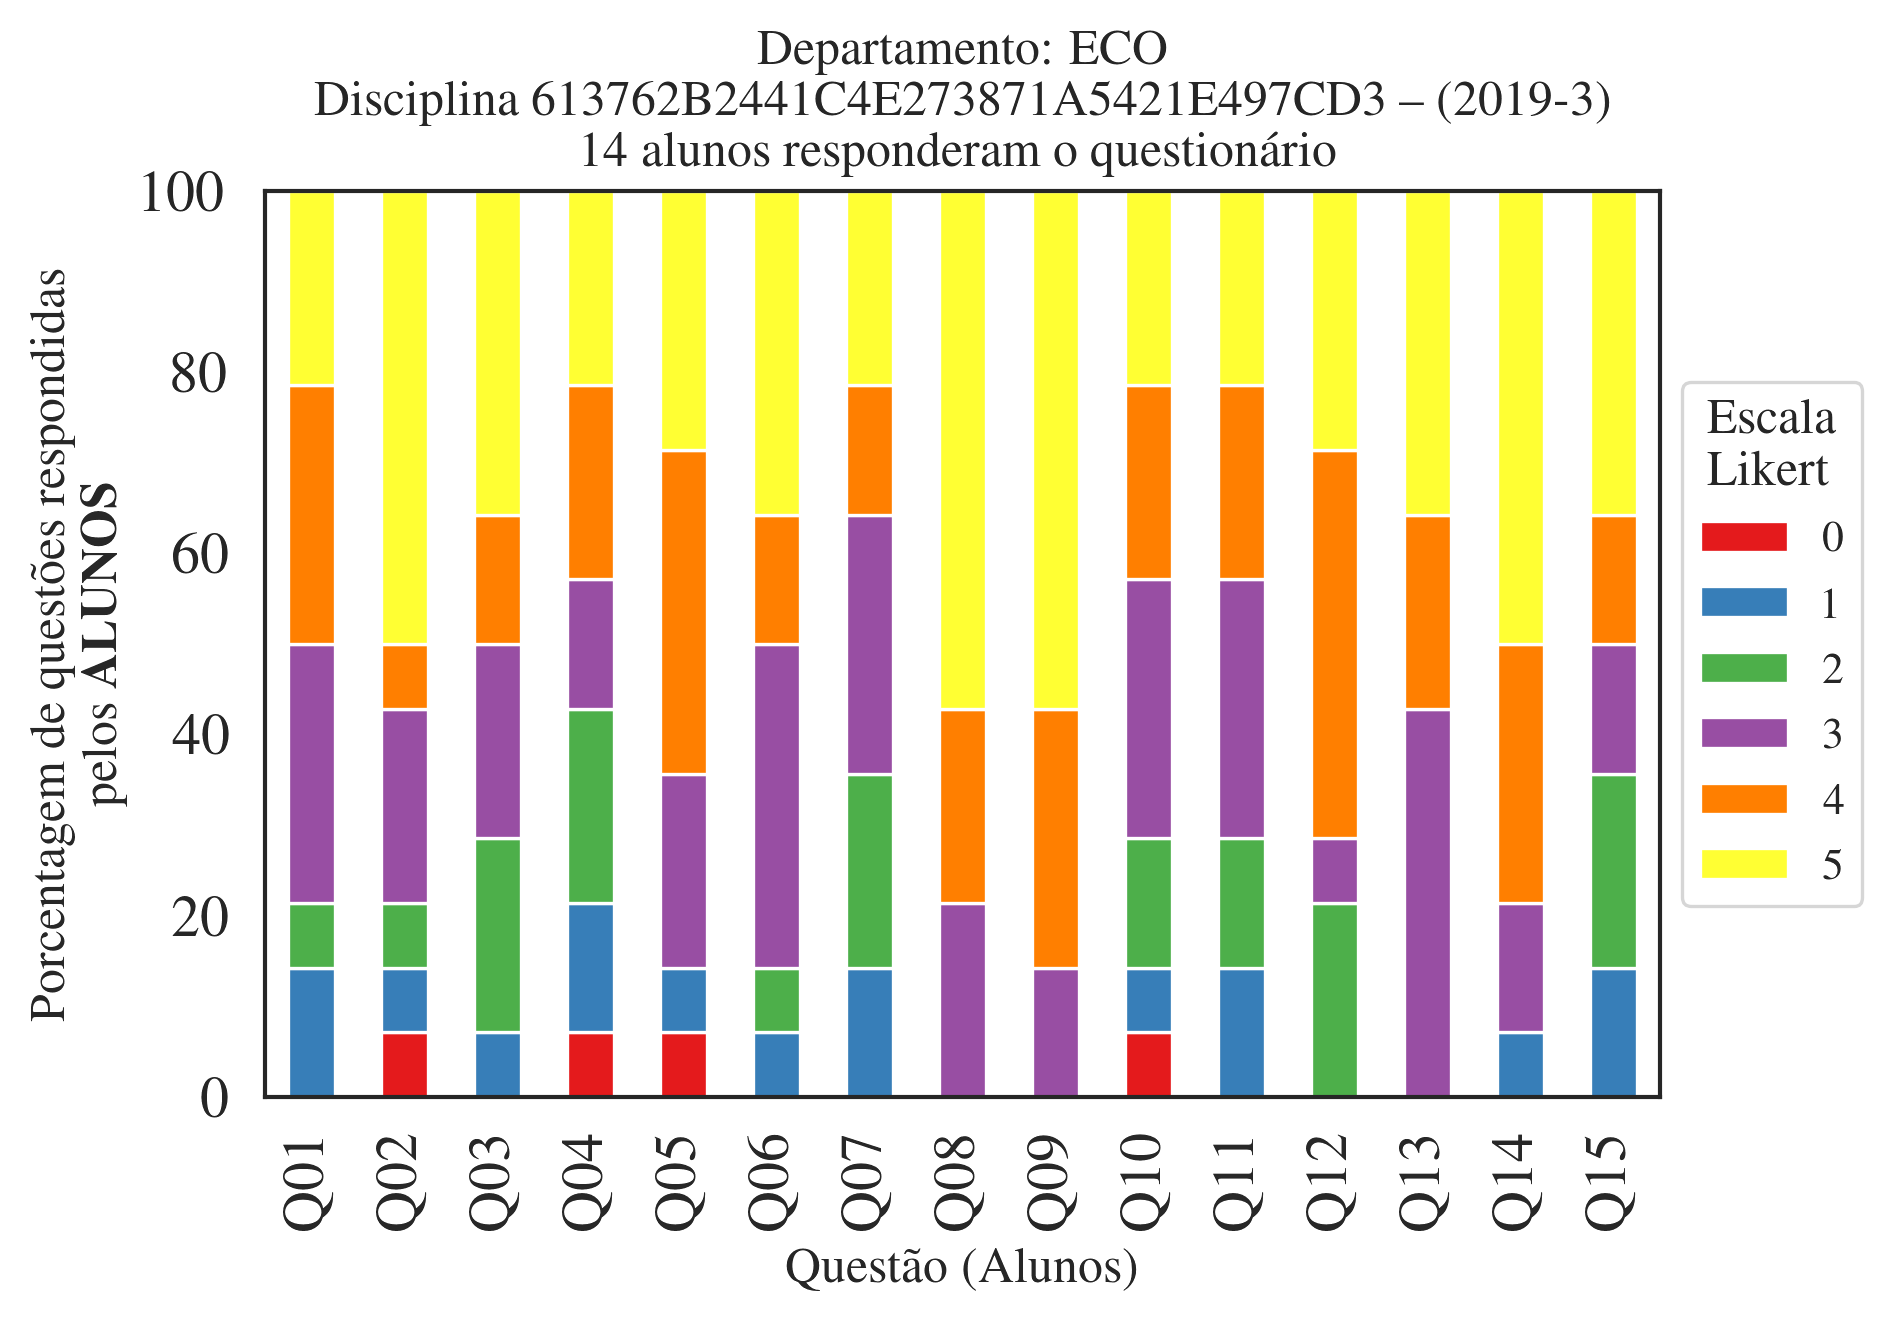 Departamento: ECO
Disciplina 613762B2441C4E273871A5421E497CD3 – (2019-3)
14 alunos responderam o questionário
Porcentagem de questões respondidas
pelos ALUNOS
100
80
60
40
20
0
Q01
Q02
Q03
Q04
Q05
Q06
Q07
Q08
Q09
Q10
Q11
Q12
Q13
Q14
Q15
Questão (Alunos)
Escala
Likert
0
1
2
3
4
5